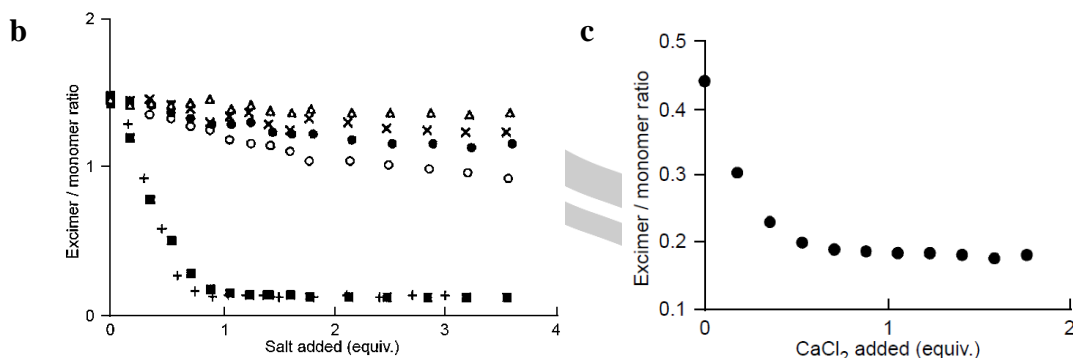 b
2
1
0
Excimer / monomer ratio
0
1
2
3
4
Salt added (equiv.)
c
0.5
0.4
0.3
0.2
0.1
Excimer / monomer ratio
0
1
2
CaCl2 added (equiv.)